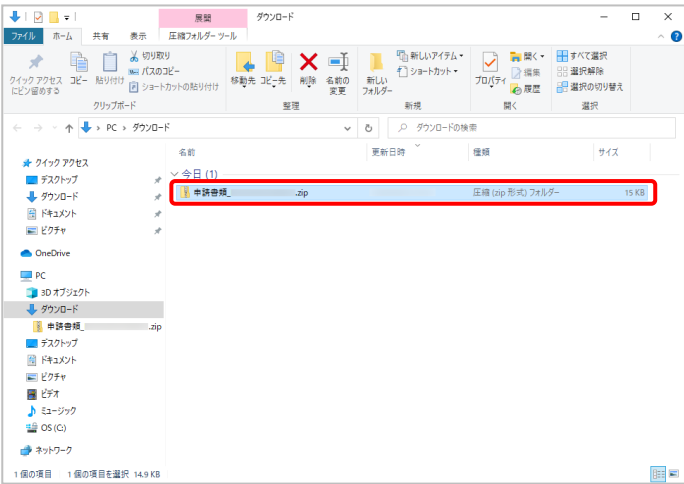 展開 ダウンロード
ファイル ホーム 共有 表示 圧縮フォルダー ツール
クイック アクセスにピン留めする
コピー
貼り付け
切り取り
パスのコピー
ショートカットの貼り付け
クリップボード
移動先
コピー先
削除
名前の変更
整理
新しいフォルダー
新しいアイテム
ショートカット
新規
プロパティ
開く
編集
履歴
開く
すべて選択
選択解除
選択の切り替え
選択
PC › ダウンロード
ダウンロードの検索
名前 更新日時 種類 サイズ
今日 (1)
申請書類_ .zip 圧縮 (zip 形式) フォルダー 15 KB
クイック アクセス
デスクトップ
ダウンロード
ドキュメント
ピクチャ
OneDrive
PC
3D オブジェクト
ダウンロード
申請書類_ .zip
デスクトップ
ドキュメント
ピクチャ
ビデオ
ミュージック
OS (C:)
ネットワーク
1 個の項目 1 個の項目を選択 14.9 KB